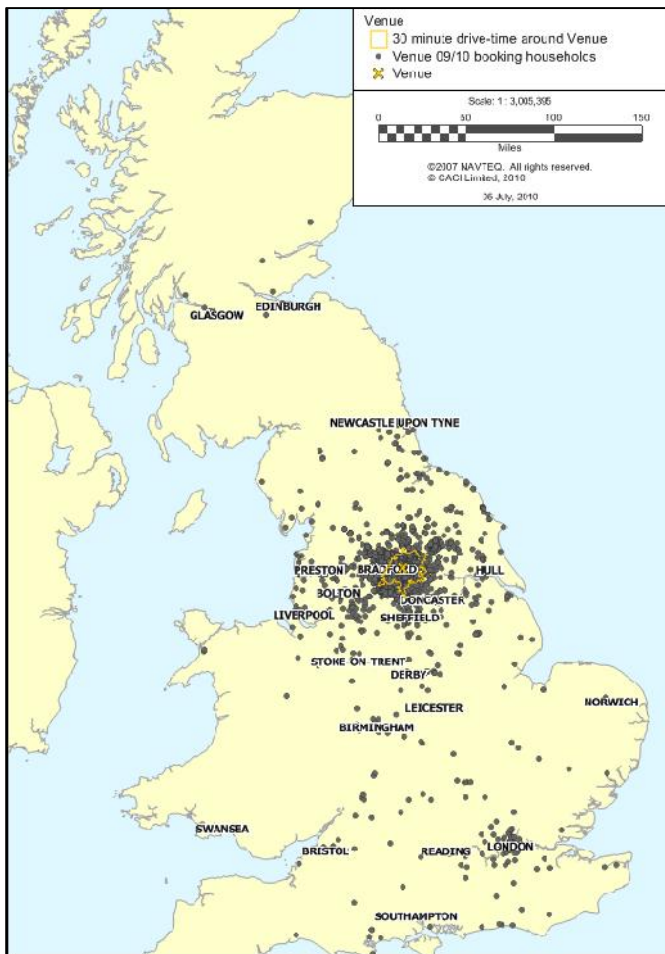 Venue
30 minute drive-time around Venue
Venue 09/10 booking households
Venue
Scale: 1 : 3,005,395
0 50 100 150
Miles
©2007 NAVTEQ. All rights reserved.
© CACI Limited, 2010
06 July, 2010
GLASGOW
EDINBURGH
NEWCASTLE UPON TYNE
PRESTON
BRADFORD
HULL
BOLTON
DONCASTER
LIVERPOOL
SHEFFIELD
STOKE-ON-TRENT
DERBY
NORWICH
LEICESTER
BIRMINGHAM
SWANSEA
BRISTOL
READING
LONDON
SOUTHAMPTON